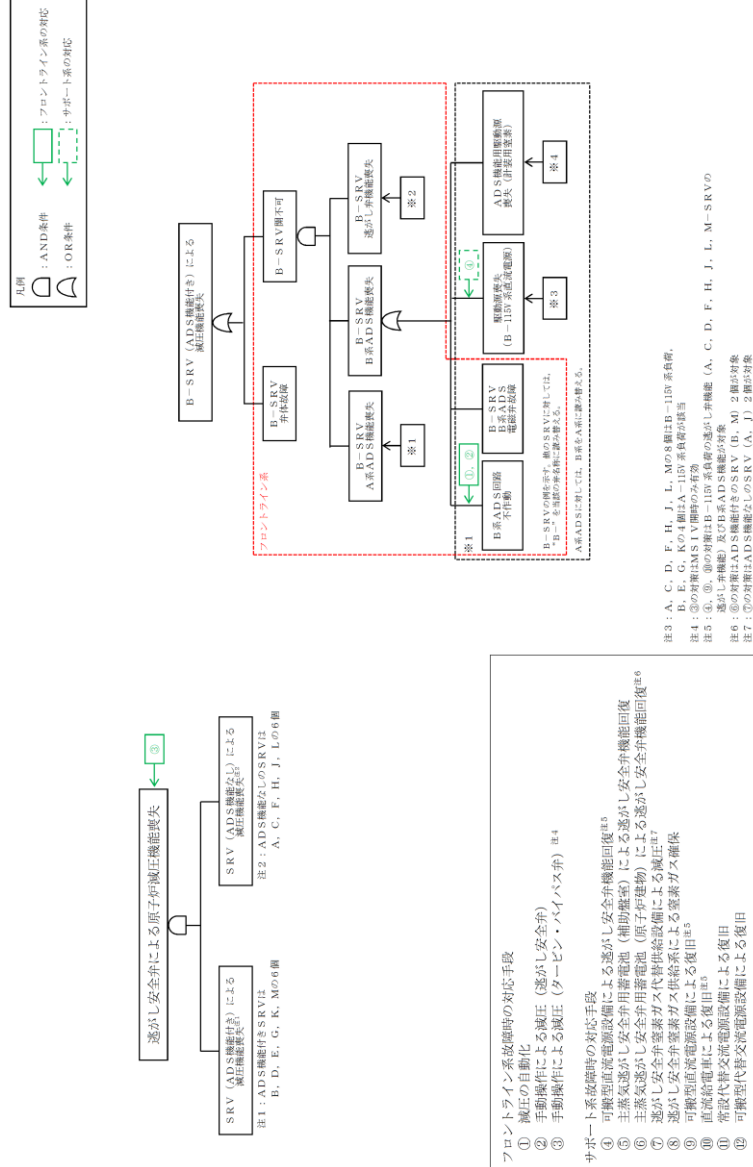 凡例
：AND条件
：OR条件
：フロントライン系の対応
：サポート系の対応
逃がし安全弁による原子炉減圧機能喪失
③
SRV（ADS機能付き）による
減圧機能喪失注1
注1：ADS機能付きSRVは
B，D，E，G，K，Mの6個
SRV（ADS機能なし）による
減圧機能喪失注2
注2：ADS機能なしのSRVは
A，C，F，H，J，Lの6個
B－SRV（ADS機能付き）による
減圧機能喪失
フロントライン系
B－SRV
弁体故障
B－SRV開不可
B－SRV
A系ADS機能喪失
※1
B－SRV
B系ADS機能喪失
B－SRV
逃がし弁機能喪失
※2
※1
①，②
B系ADS回路
不作動
B－SRV
B系ADS
電磁弁故障
④
駆動源喪失
（B－115V系直流電源）
※3
ADS機能用駆動源
喪失（計装用窒素）
※4
B－SRVの例を示す。他のSRVに対しては，
“B－”を当該の弁名称に読み替える。
A系ADSに対しては，B系をA系に読み替える。
フロントライン系故障時の対応手段
① 減圧の自動化
② 手動操作による減圧（逃がし安全弁）
③ 手動操作による減圧（タービン・バイパス弁）注4
サポート系故障時の対応手段
④ 可搬型直流電源設備による逃がし安全弁機能回復注5
⑤ 主蒸気逃がし安全弁用蓄電池（補助盤室）による逃がし安全弁機能回復
⑥ 主蒸気逃がし安全弁用蓄電池（原子炉建物）による逃がし安全弁機能回復注6
⑦ 逃がし安全弁窒素ガス代替供給設備による減圧注7
⑧ 逃がし安全弁窒素ガス供給系による窒素ガス確保
⑨ 可搬型直流電源設備による復旧注5
⑩ 直流給電車による復旧注5
⑪ 常設代替交流電源設備による復旧
⑫ 可搬型代替交流電源設備による復旧
注3：A，C，D，F，H，J，L，Mの8個はB－115V系負荷，
B，E，G，Kの4個はA－115V系負荷が該当
注4：③の対策はMSIV開時のみ有効
注5：④，⑨，⑩の対策はB－115V系負荷の逃がし弁機能（A，C，D，F，H，J，L，M－SRVの
逃がし弁機能）及びB系ADS機能が対象
注6：⑥の対策はADS機能付きのSRV（B，M）2個が対象
注7：⑦の対策はADS機能なしのSRV（A，J）2個が対象